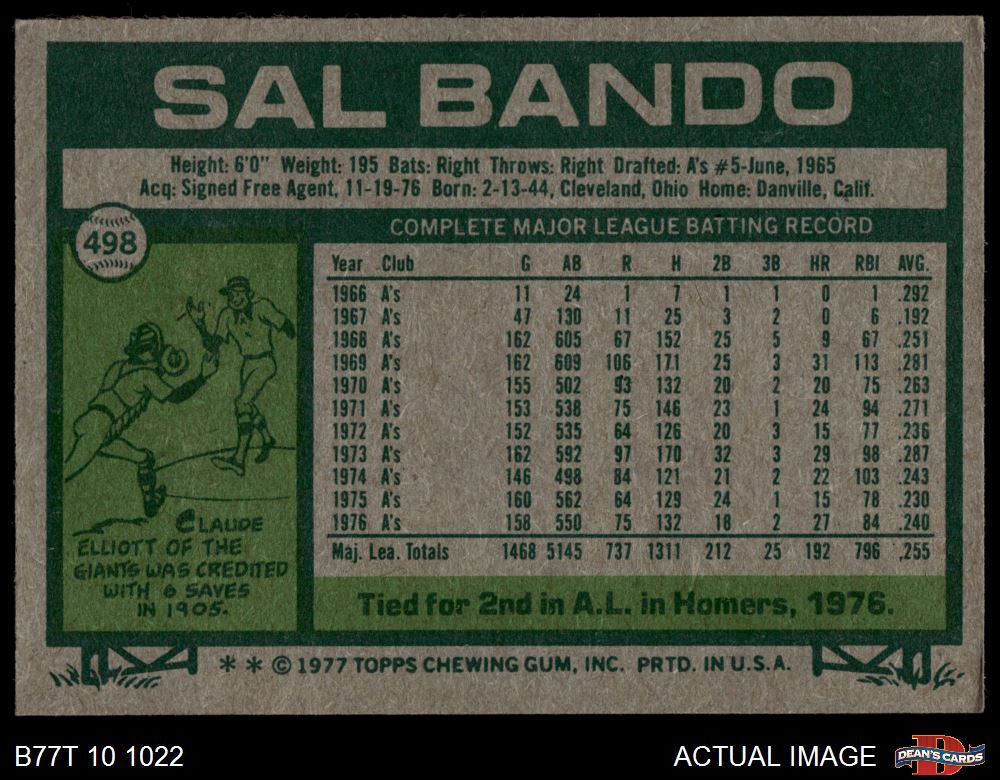 SAL BANDO
Height: 6'0" Weight: 195 Bats: Right Throws: Right Drafted: A's #5-June, 1965
Acq: Signed Free Agent, 11-19-76 Born: 2-13-44, Cleveland, Ohio Home: Danville, Calif.
498
COMPLETE MAJOR LEAGUE BATTING RECORD
Year Club G AB R H 2B 3B HR RBI AVG.
1966 A's 11 24 1 7 1 1 0 1 .292
1967 A's 47 130 11 25 3 2 0 6 .192
1968 A's 162 605 67 152 25 5 9 67 .251
1969 A's 162 609 106 171 25 3 31 113 .281
1970 A's 155 502 93 132 20 2 20 75 .263
1971 A's 153 538 75 146 23 1 24 94 .271
1972 A's 152 535 64 126 20 3 15 77 .236
1973 A's 162 592 97 170 32 3 29 98 .287
1974 A's 146 498 84 121 21 2 22 103 .243
1975 A's 160 562 64 129 24 1 15 78 .230
1976 A's 158 550 75 132 18 2 27 84 .240
Maj. Lea. Totals 1468 5145 737 1311 212 25 192 796 .255
CLAUDE
ELLIOTT OF THE
GIANTS WAS CREDITED
WITH 6 SAVES
IN 1905.
Tied for 2nd in A.L. in Homers, 1976.
* * © 1977 TOPPS CHEWING GUM, INC. PRTD. IN U.S.A.
B77T 10 1022
ACTUAL IMAGE
DEAN'S CARDS